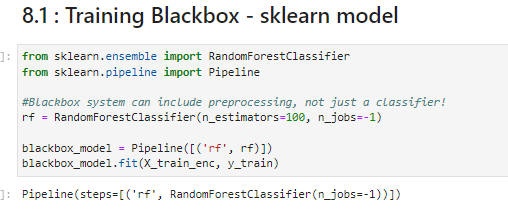 8.1 : Training Blackbox - sklearn model
]: from sklearn.ensemble import RandomForestClassifier
from sklearn.pipeline import Pipeline
#Blackbox system can include preprocessing, not just a classifier!
rf = RandomForestClassifier(n_estimators=100, n_jobs=-1)
blackbox_model = Pipeline([('rf', rf)])
blackbox_model.fit(X_train_enc, y_train)
]: Pipeline(steps=[('rf', RandomForestClassifier(n_jobs=-1))])